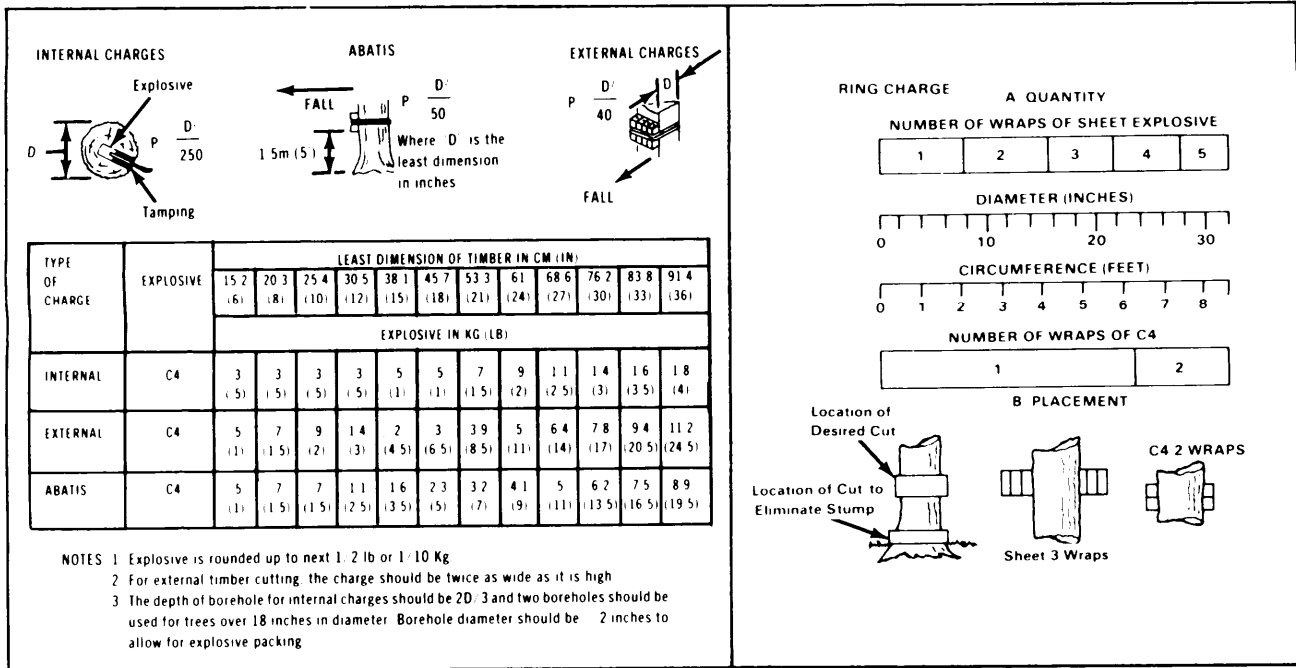 INTERNAL CHARGES
Explosive
D
P D
250
Tamping
ABATIS
FALL
P D
50
1 5m (5 )
Where D is the
least dimension
in inches
EXTERNAL CHARGES
D
P D
40
FALL
TYPE OF CHARGE EXPLOSIVE LEAST DIMENSION OF TIMBER IN CM (IN)
15 2 20 3 25 4 30 5 38 1 45 7 53 3 61 68 6 76 2 83 8 91 4
(6) (8) (10) (12) (15) (18) (21) (24) (27) (30) (33) (36)
EXPLOSIVE IN KG (LB)
INTERNAL C4 3 3 3 3 5 5 7 9 1 1 1 4 1 6 1 8
( 5) ( 5) ( 5) ( 5) (1) (1) (1 5) (2) (2 5) (3) (3 5) (4)
EXTERNAL C4 5 7 9 1 4 2 3 3 9 5 6 4 7 8 9 4 11 2
(1) (1 5) (2) (3) (4 5) (6 5) (8 5) (11) (14) (17) (20 5) (24 5)
ABATIS C4 5 7 7 1 1 1 6 2 3 3 2 4 1 5 6 2 7 5 8 9
(1) (1 5) (1 5) (2 5) (3 5) (5) (7) (9) (11) (13 5) (16 5) (19 5)
NOTES 1 Explosive is rounded up to next 1/2 lb or 1/10 Kg
2 For external timber cutting, the charge should be twice as wide as it is high
3 The depth of borehole for internal charges should be 2D/3 and two boreholes should be
used for trees over 18 inches in diameter Borehole diameter should be 2 inches to
allow for explosive packing
RING CHARGE
A QUANTITY
NUMBER OF WRAPS OF SHEET EXPLOSIVE
1 2 3 4 5
DIAMETER (INCHES)
0 10 20 30
CIRCUMFERENCE (FEET)
0 1 2 3 4 5 6 7 8
NUMBER OF WRAPS OF C4
1 2
B PLACEMENT
Location of
Desired Cut
Location of Cut to
Eliminate Stump
Sheet 3 Wraps
C4 2 WRAPS